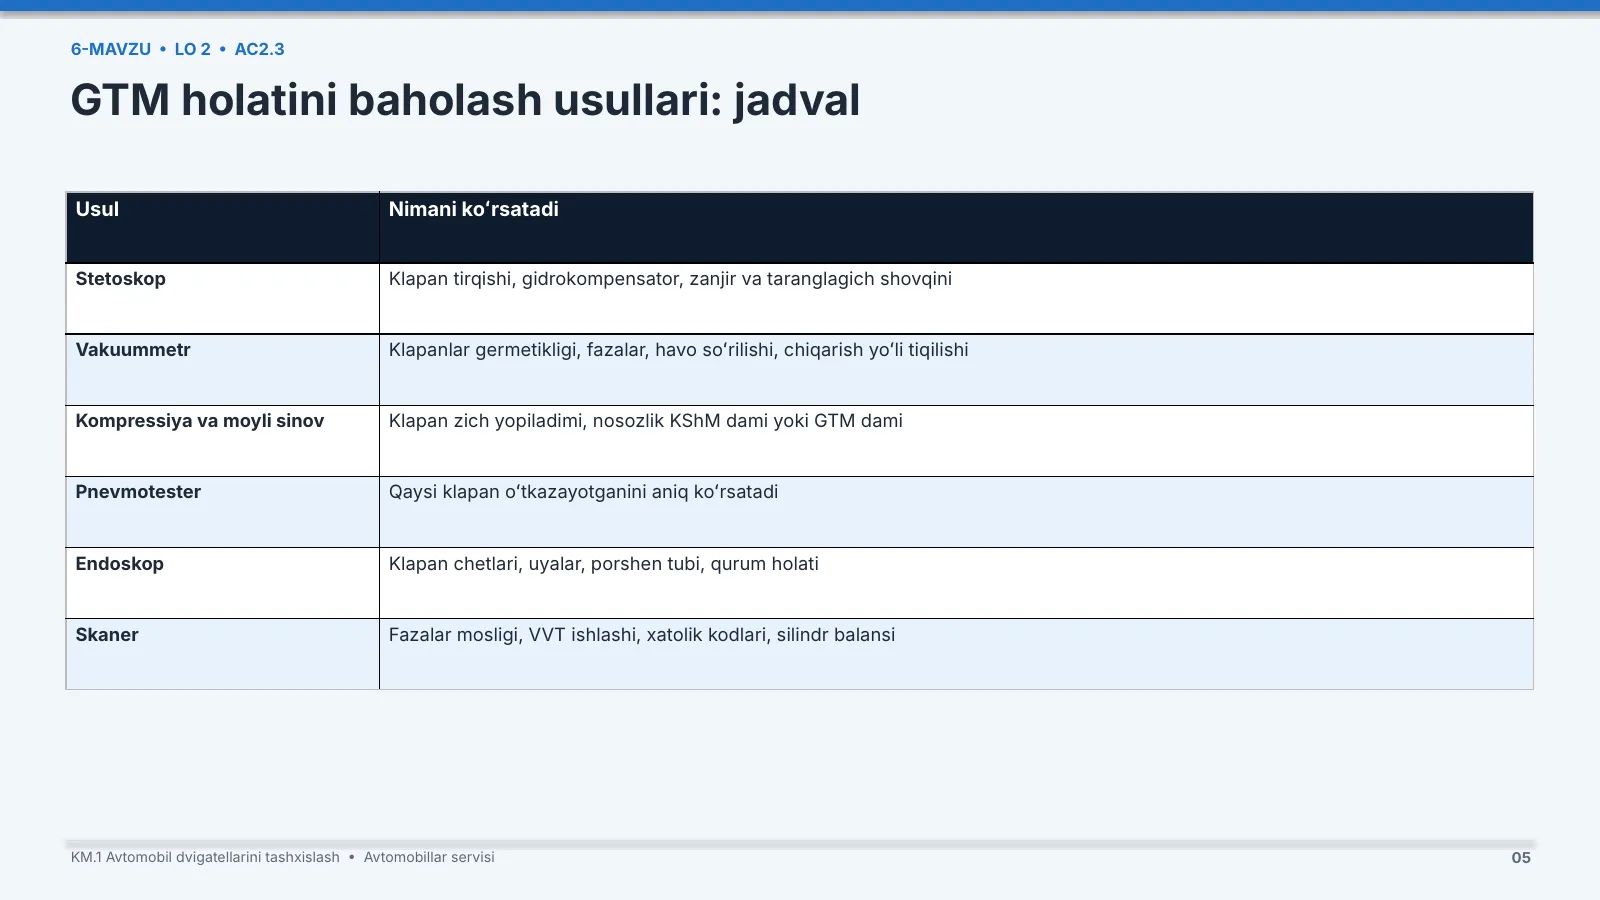 6-MAVZU • LO 2 • AC2.3
GTM holatini baholash usullari: jadval
Usul
Nimani koʻrsatadi
Stetoskop
Klapan tirqishi, gidrokompensator, zanjir va taranglagich shovqini
Vakuummetr
Klapanlar germetikligi, fazalar, havo soʻrilishi, chiqarish yoʻli tiqilishi
Kompressiya va moyli sinov
Klapan zich yopiladimi, nosozlik KShM dami yoki GTM dami
Pnevmotester
Qaysi klapan oʻtkazayotganini aniq koʻrsatadi
Endoskop
Klapan chetlari, uyalar, porshen tubi, qurum holati
Skaner
Fazalar mosligi, VVT ishlashi, xatolik kodlari, silindr balansi
KM.1 Avtomobil dvigatellarini tashxislash • Avtomobillar servisi
05